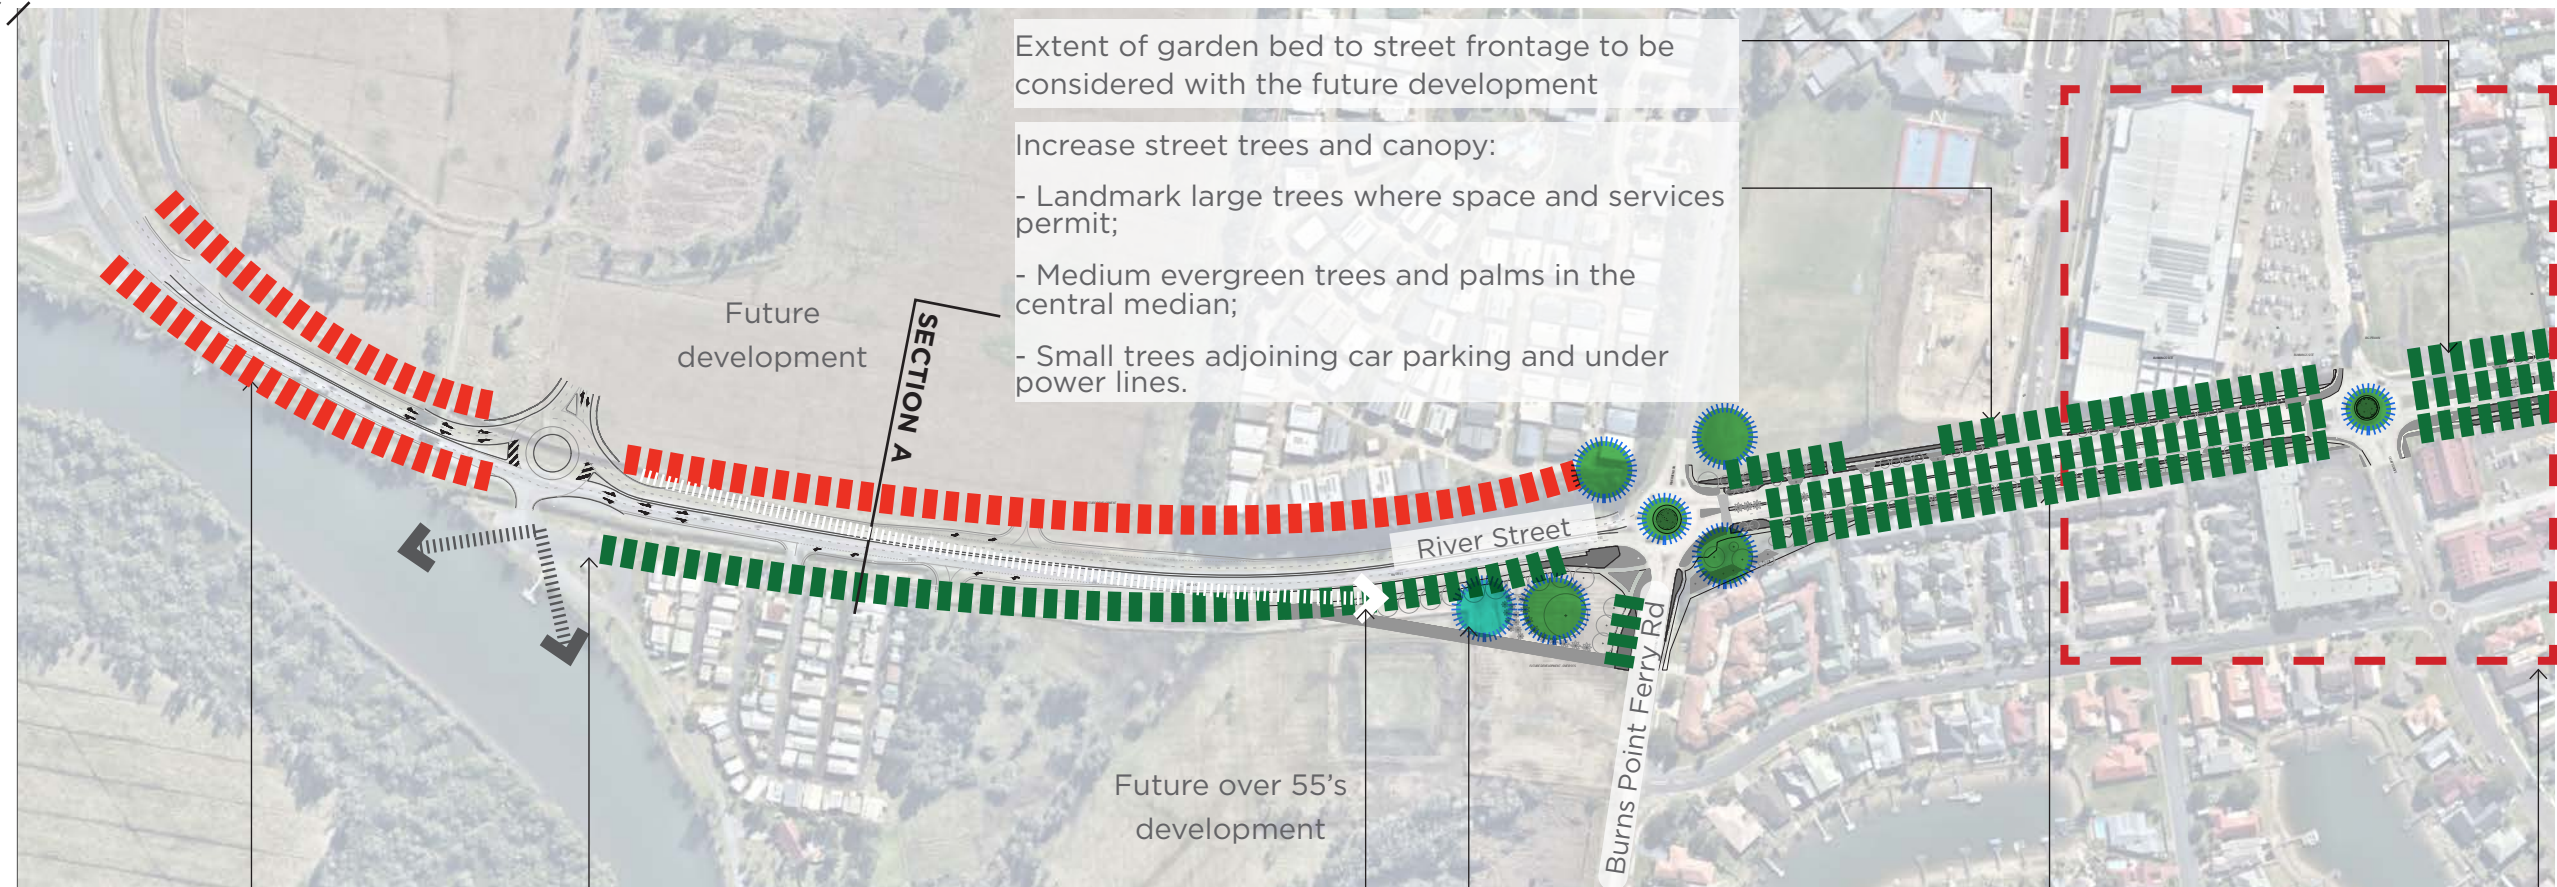 Extent of garden bed to street frontage to be
considered with the future development
Increase street trees and canopy:
- Landmark large trees where space and services
permit;
- Medium evergreen trees and palms in the
central median;
- Small trees adjoining car parking and under
power lines.
Future
development
SECTION A
River Street
Burns Point Ferry Rd
Future over 55's
development